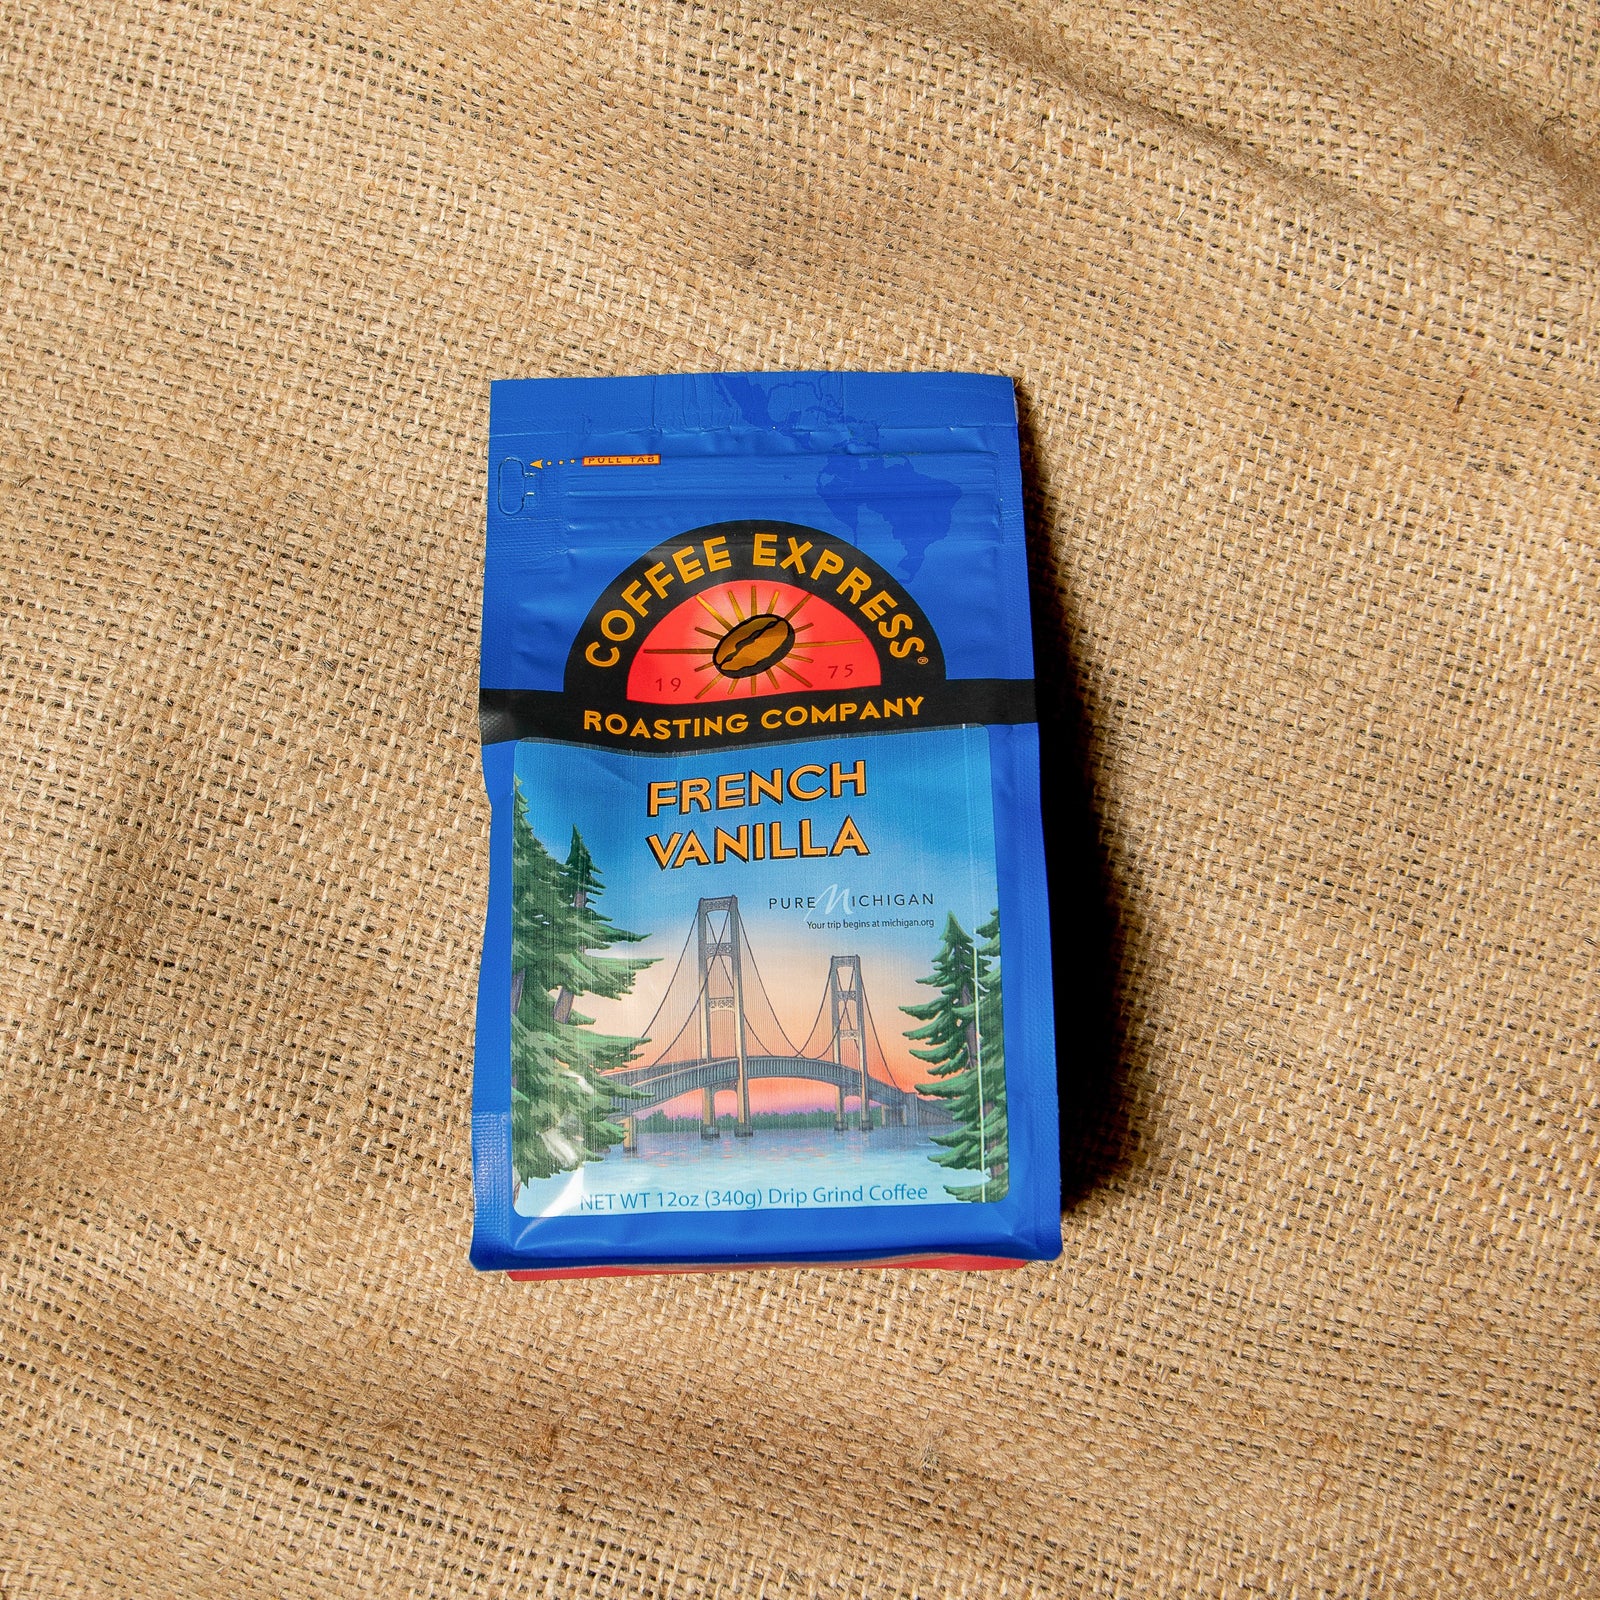 PULL TAB
COFFEE EXPRESS®
19 75
ROASTING COMPANY
FRENCH
VANILLA
PURE MICHIGAN
Your trip begins at michigan.org
NET WT 12oz (340g) Drip Grind Coffee